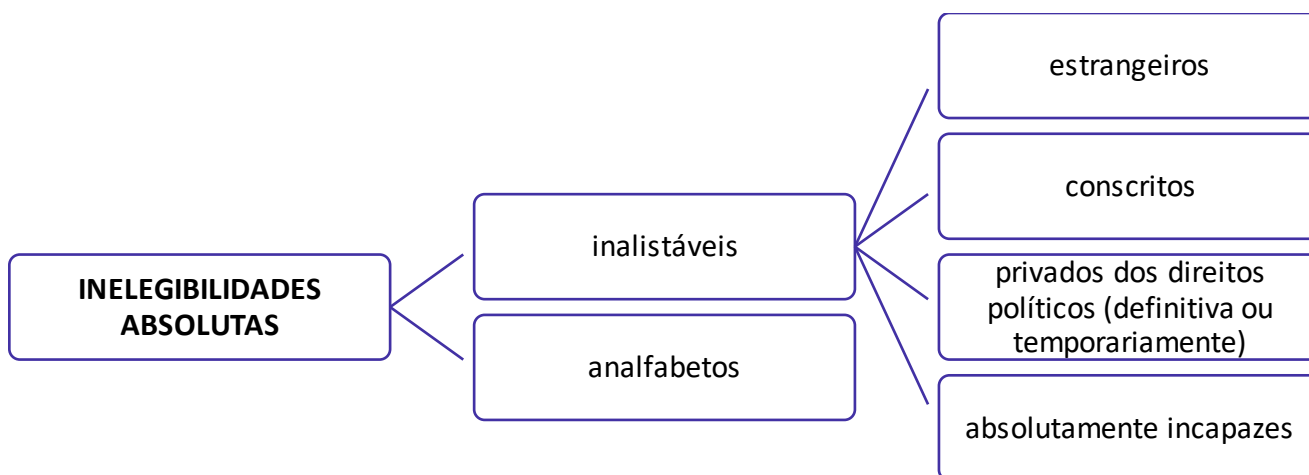 INELEGIBILIDADES
ABSOLUTAS
inalistáveis
analfabetos
estrangeiros
conscritos
privados dos direitos
políticos (definitiva ou
temporariamente)
absolutamente incapazes